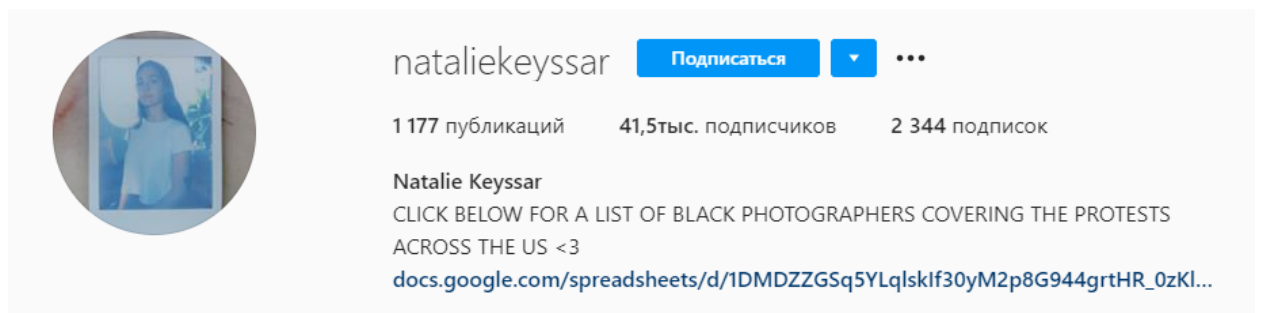 nataliekeyssar Подписаться
1 177 публикаций 41,5тыс. подписчиков 2 344 подписок
Natalie Keyssar
CLICK BELOW FOR A LIST OF BLACK PHOTOGRAPHERS COVERING THE PROTESTS
ACROSS THE US <3
docs.google.com/spreadsheets/d/1DMDZZGSq5YLqlskIf30yM2p8G944grtHR_0zKl...